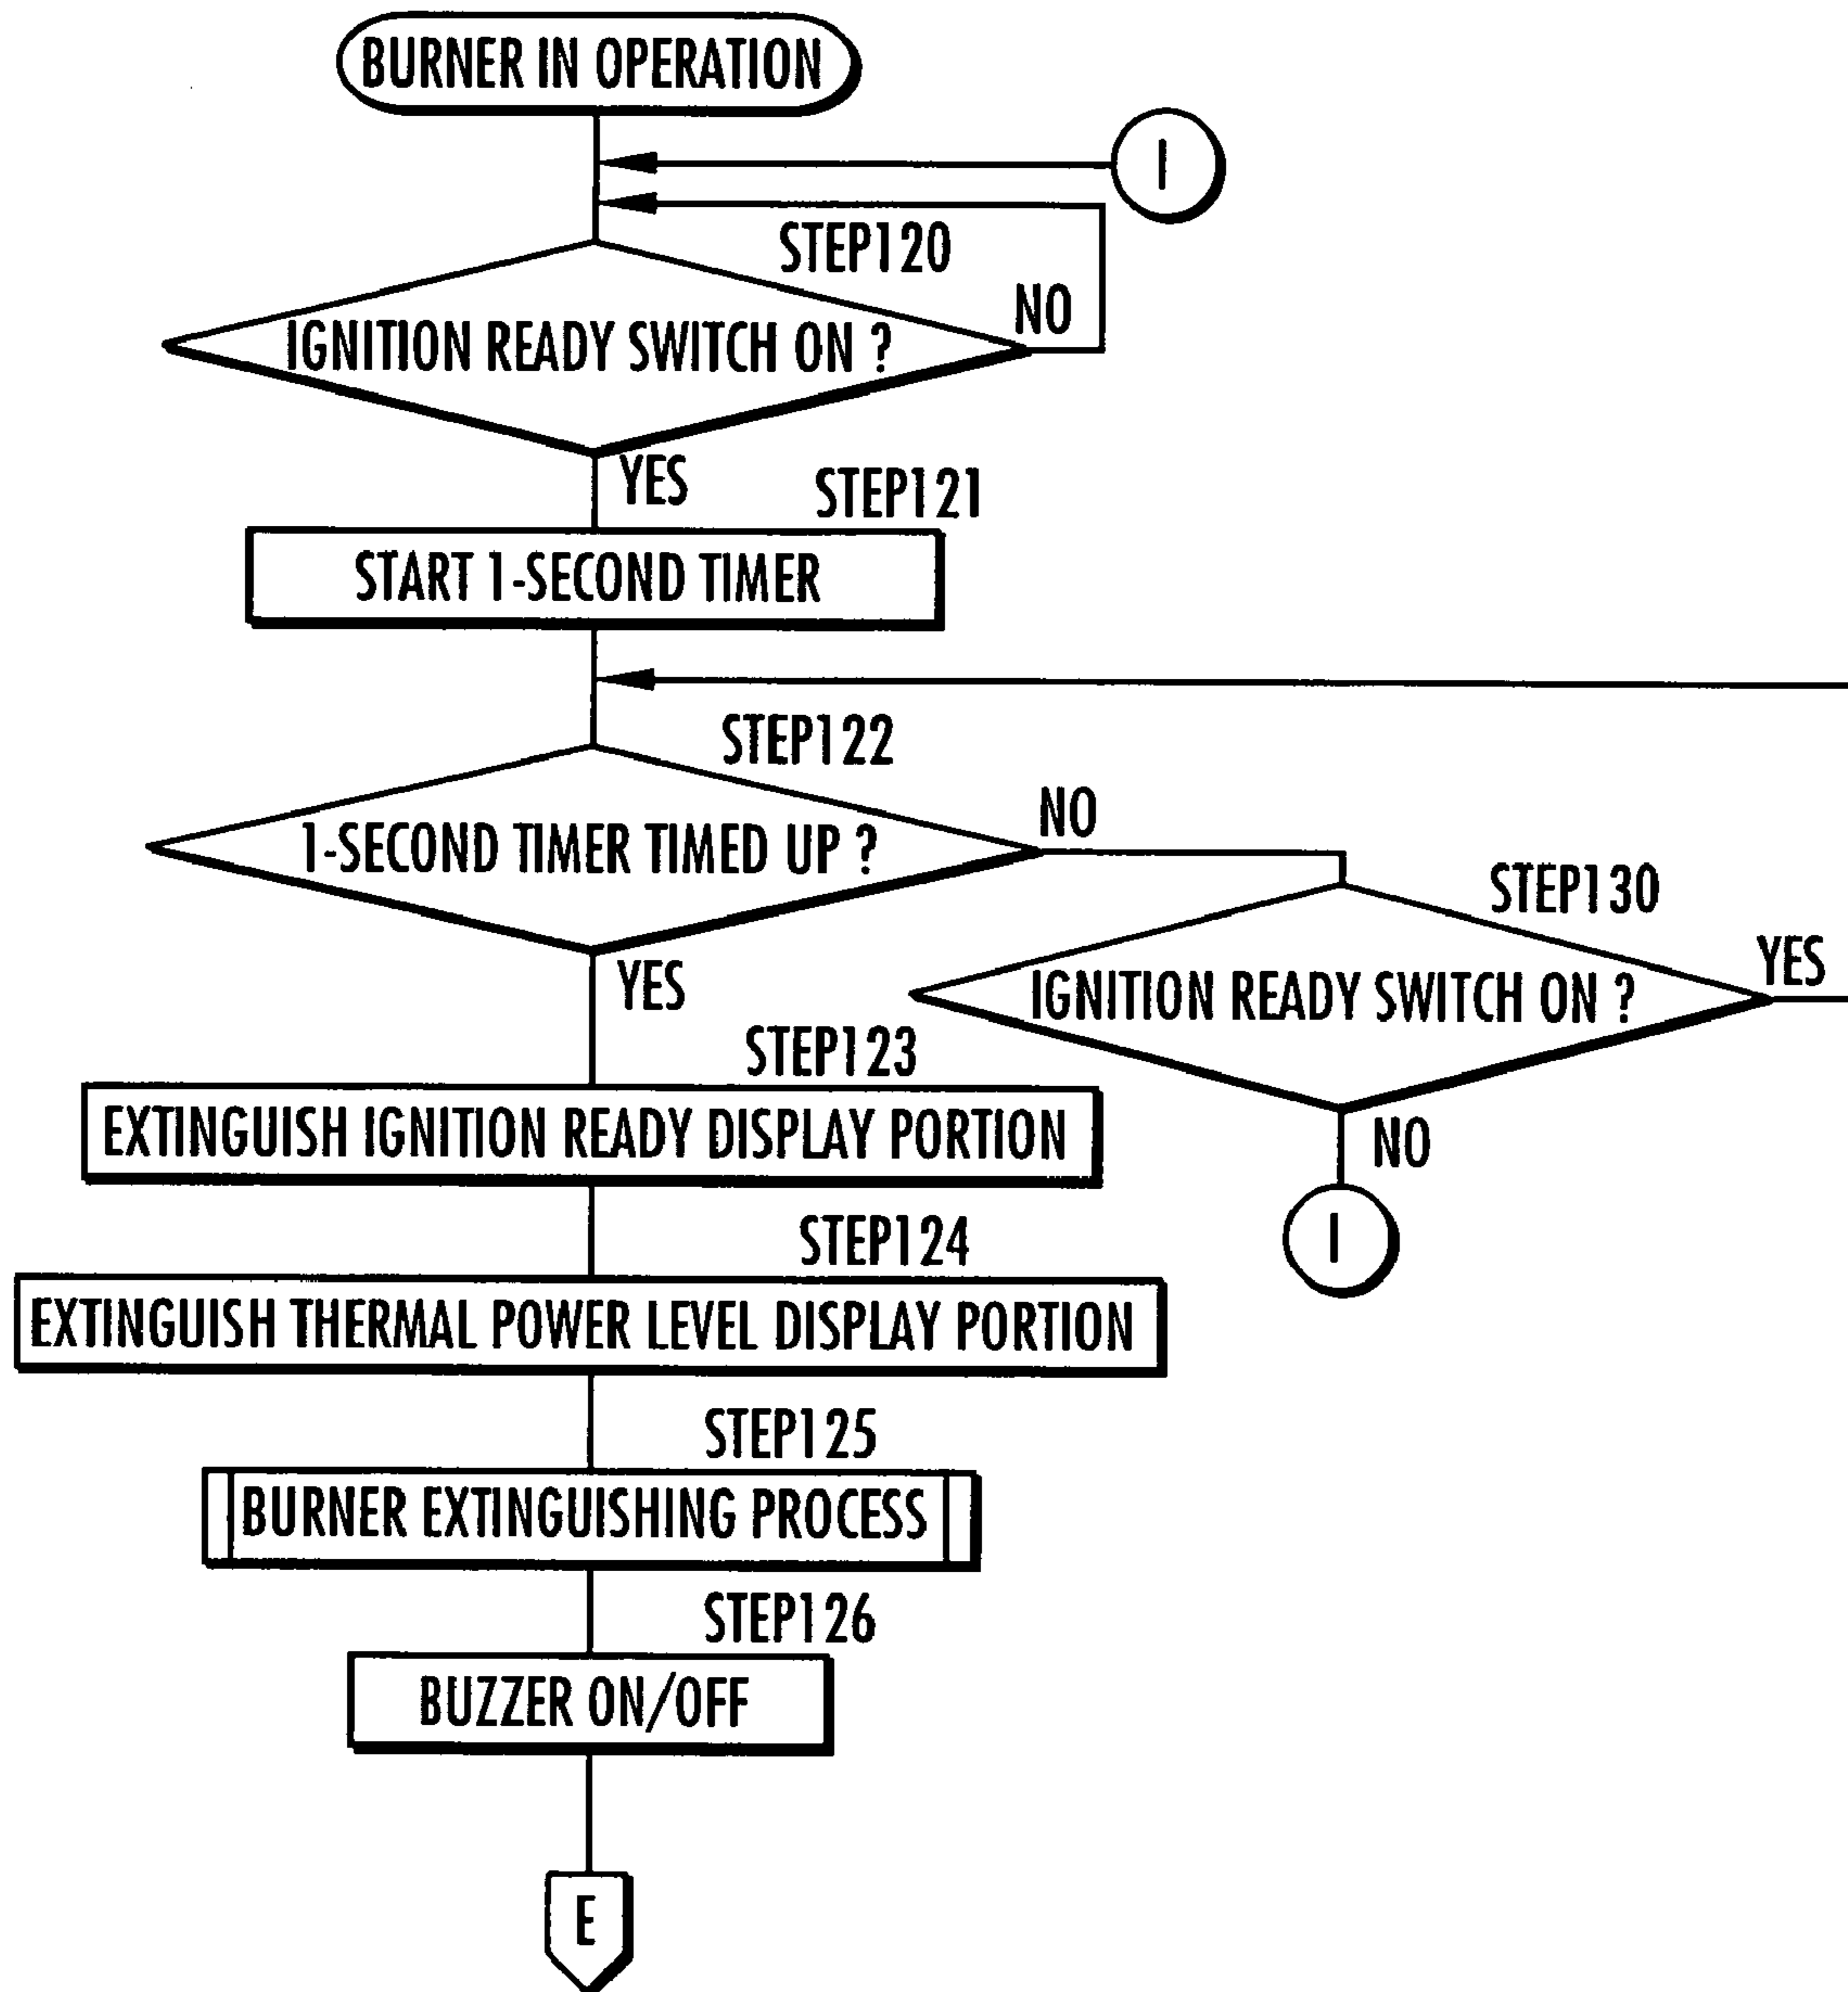 BURNER IN OPERATION
I
STEP120
NO
IGNITION READY SWITCH ON ?
YES
STEP121
START 1-SECOND TIMER
STEP122
NO
1-SECOND TIMER TIMED UP ?
STEP130
YES
IGNITION READY SWITCH ON ?
YES
STEP123
EXTINGUISH IGNITION READY DISPLAY PORTION
NO
I
STEP124
EXTINGUISH THERMAL POWER LEVEL DISPLAY PORTION
STEP125
BURNER EXTINGUISHING PROCESS
STEP126
BUZZER ON/OFF
E